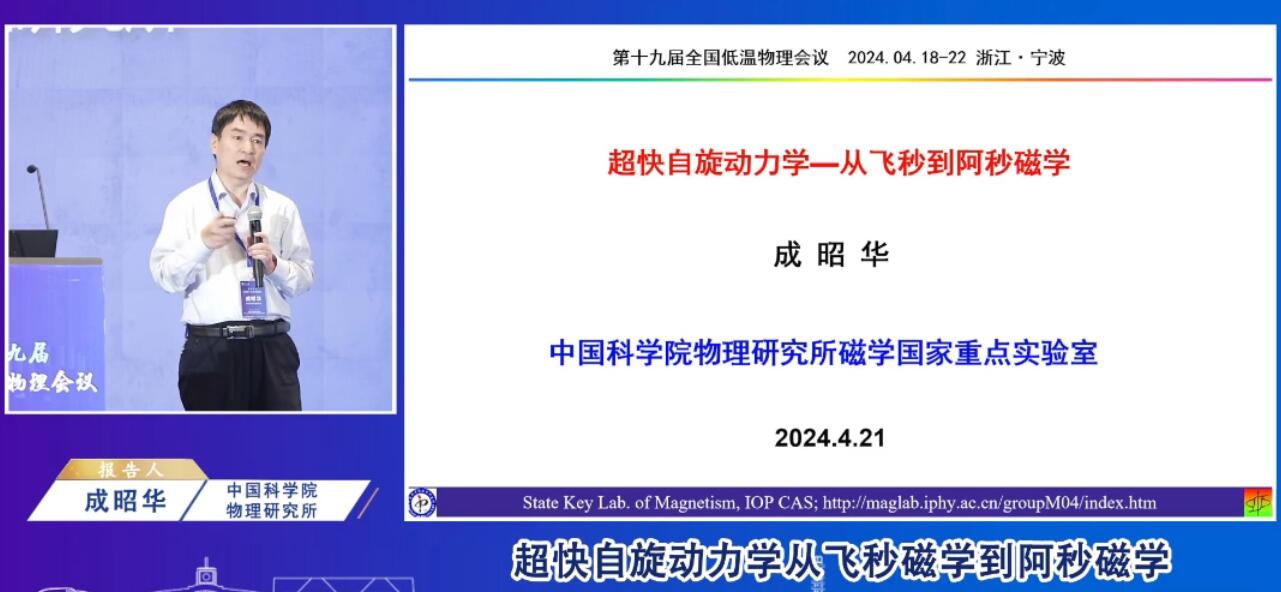 第十九届全国低温物理会议 2024.04.18-22 浙江·宁波
超快自旋动力学—从飞秒到阿秒磁学
成昭华
中国科学院物理研究所磁学国家重点实验室
2024.4.21
State Key Lab. of Magnetism, IOP CAS; http://maglab.iphy.ac.cn/groupM04/index.htm
成昭华
九届
物理会议
报告人
成昭华
中国科学院
物理研究所
超快自旋动力学从飞秒磁学到阿秒磁学